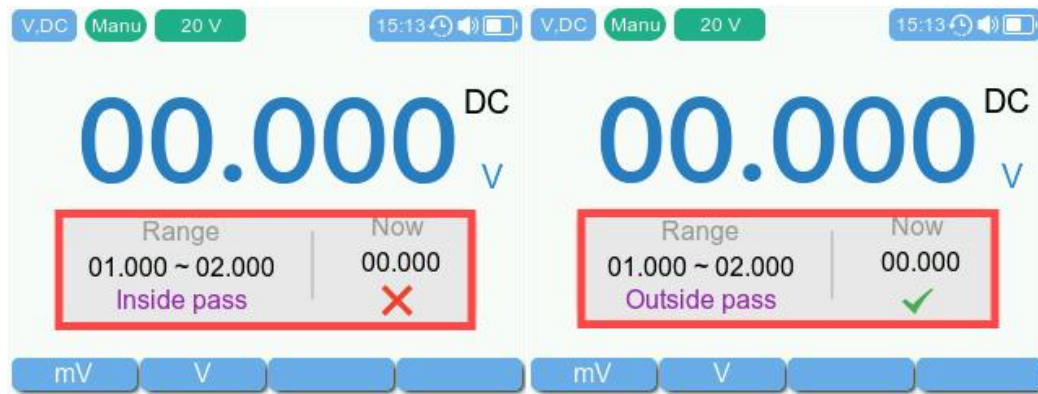 V,DC Manu 20 V 15:13
00.000 DC
V
Range Now
01.000 ~ 02.000 00.000
Inside pass
mV V
V,DC Manu 20 V 15:13
00.000 DC
V
Range Now
01.000 ~ 02.000 00.000
Outside pass
mV V